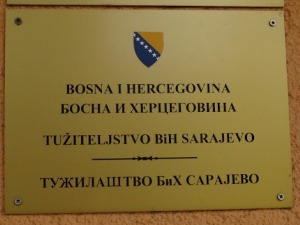 BOSNA I HERCEGOVINA
БОСНА И ХЕРЦЕГОВИНА
TUŽITELJSTVO BiH SARAJEVO
ТУЖИЛАШТВО БиХ САРАЈЕВО